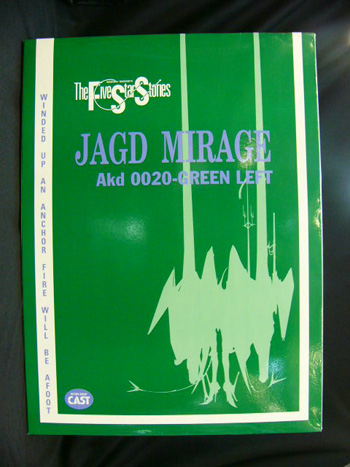 The Five Star Stories
JAGD MIRAGE
Akd 0020-GREEN LEFT
WINDED UP AN ANCHOR FIRE WILL BE AFOOT
CAST